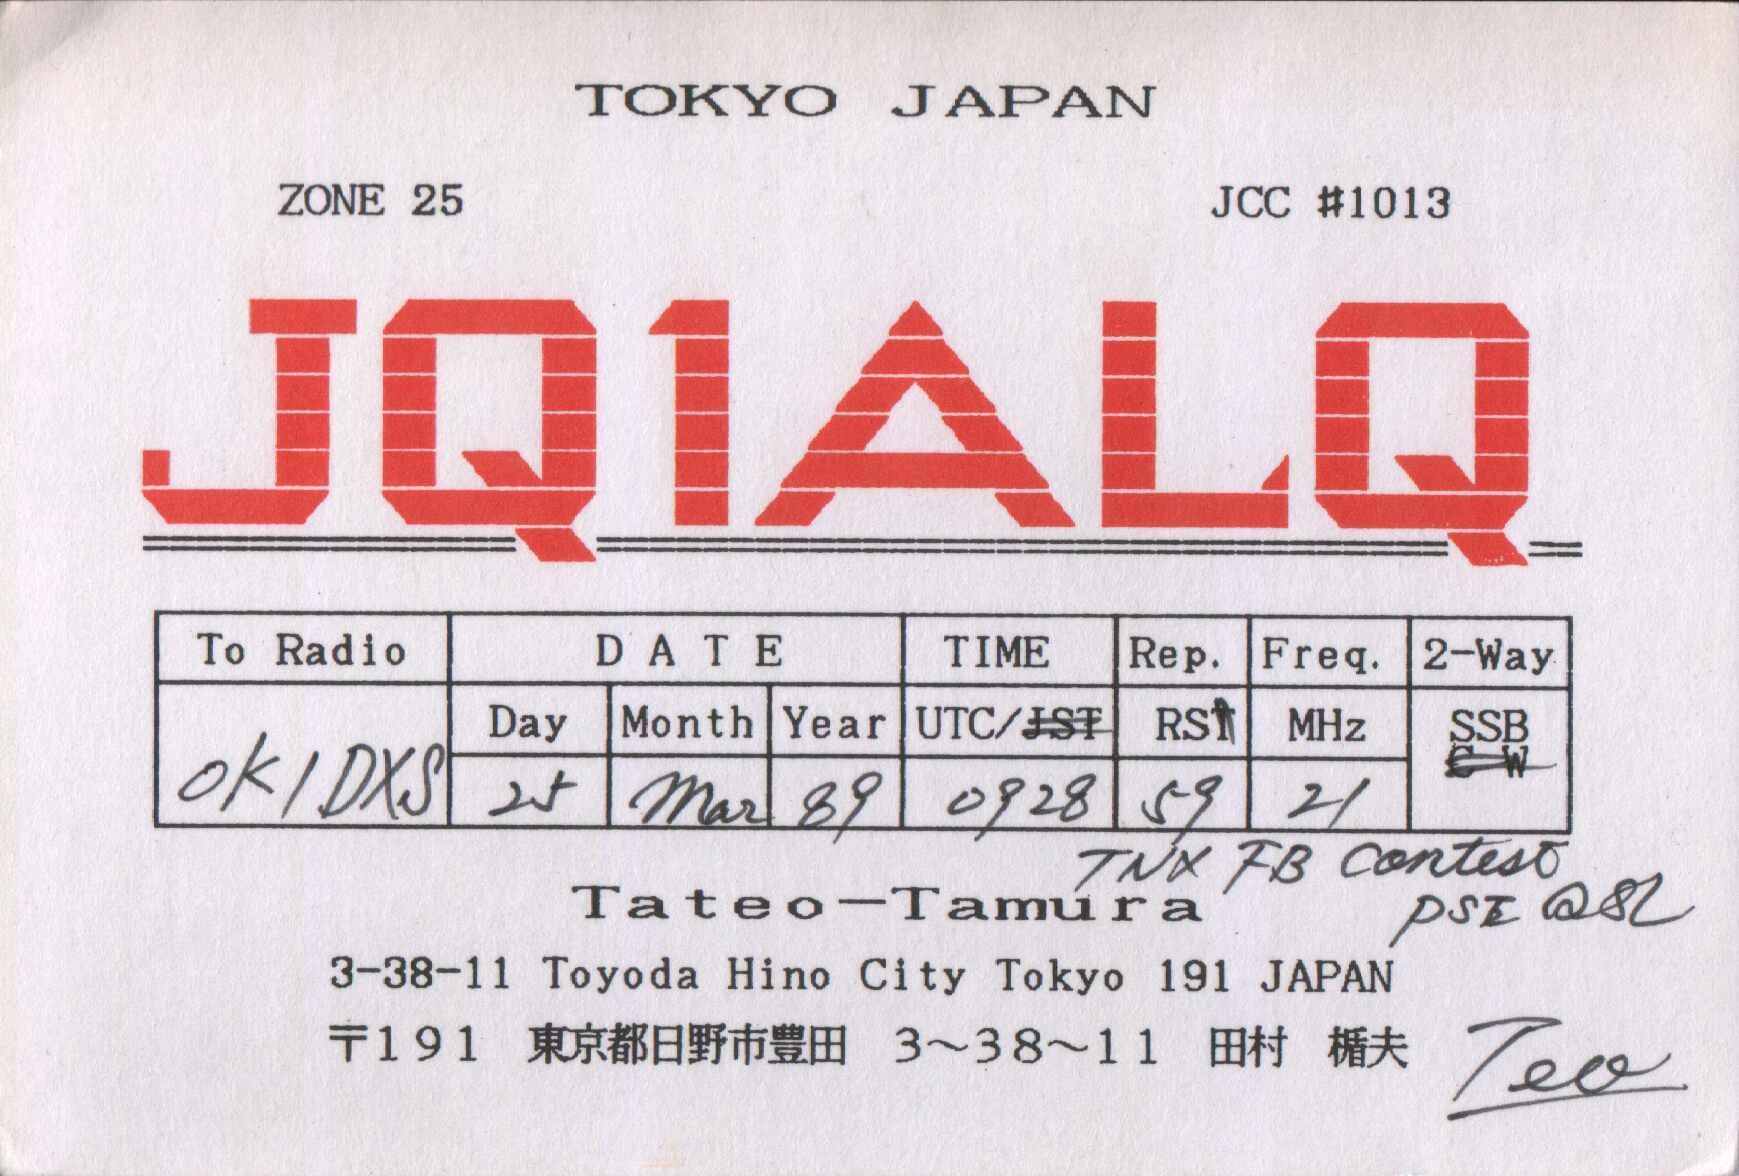 TOKYO JAPAN
ZONE 25 JCC #1013
JQ1ALQ
To Radio DATE TIME Rep. Freq. 2-Way
Day Month Year UTC/JST RST MHz SSB
CW
OK1DXS 25 Mar 89 0928 59 21
TNX FB Contest
PSE QSL
Tateo-Tamura
3-38-11 Toyoda Hino City Tokyo 191 JAPAN
〒191 東京都日野市豊田 3〜38〜11 田村 楯夫
Teo